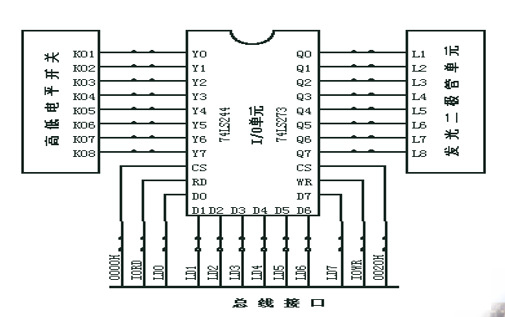 高低电平开关
KO1
KO2
KO3
KO4
KO5
KO6
KO7
KO8
Y0
Y1
Y2
Y3
Y4
Y5
Y6
Y7
CS
RD
D0
74LS244
I/O单元
74LS273
Q0
Q1
Q2
Q3
Q4
Q5
Q6
Q7
CS
WR
D7
D1 D2 D3 D4 D5 D6
L1
L2
L3
L4
L5
L6
L7
L8
发光二极管单元
0000H
IORD
LD0
LD1
LD2
LD3
LD4
LD5
LD6
LD7
IOWR
0020H
总线接口